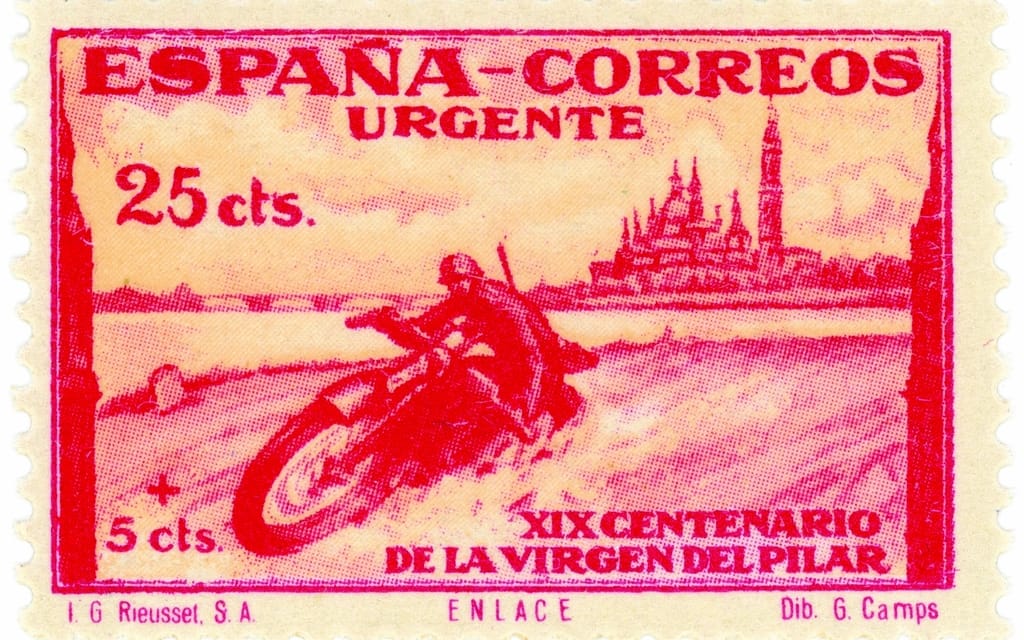 ESPAÑA-CORREOS
URGENTE
25 cts.
+
5 cts.
XIX CENTENARIO
DE LA VIRGEN DEL PILAR
I. G Rieusset, S. A.
ENLACE
Dib. G. Camps